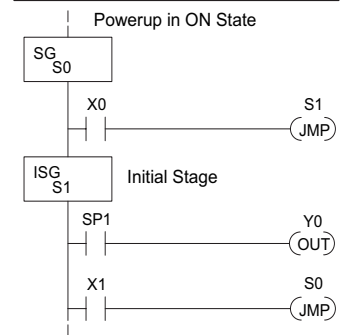 Powerup in ON State
SG
S0
X0 S1
JMP
ISG
S1
Initial Stage
SP1 Y0
OUT
X1 S0
JMP